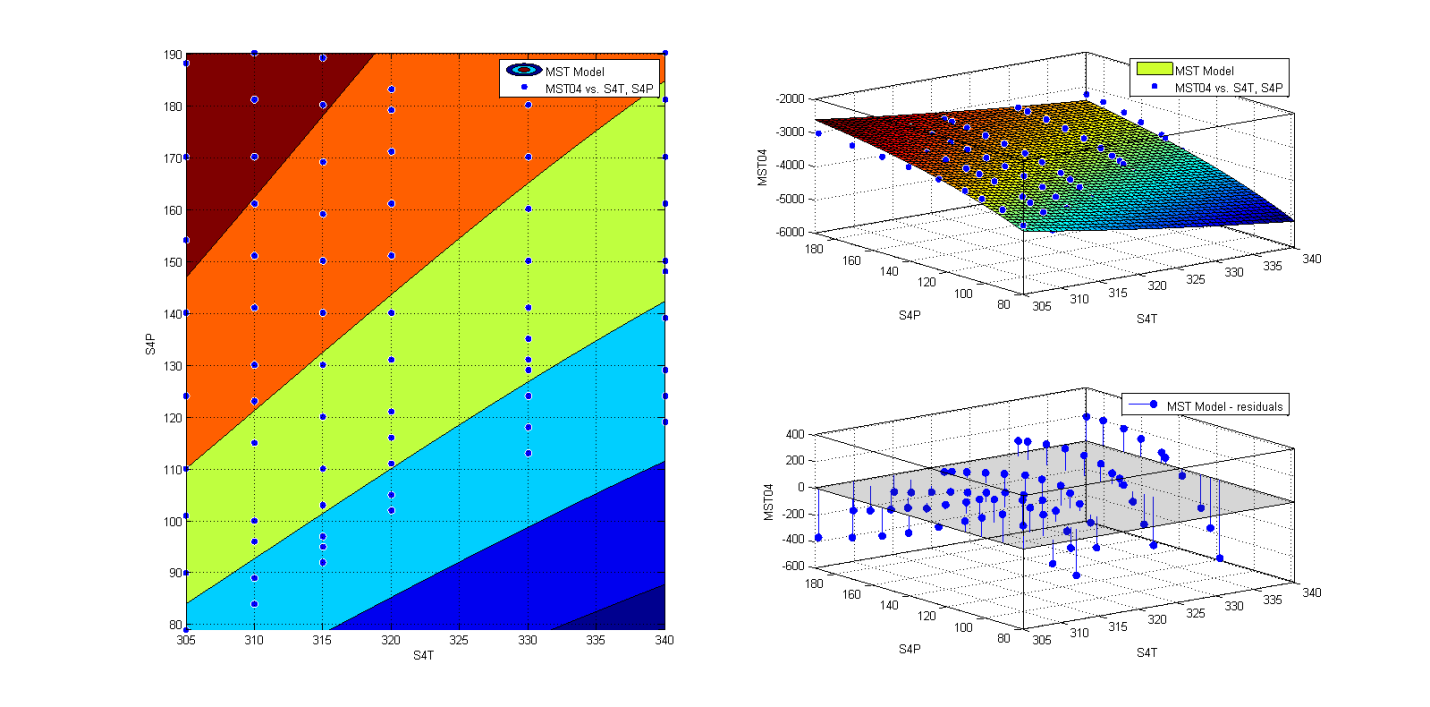 MST Model
MST04 vs. S4T, S4P
190
180
170
160
150
140
130
120
110
100
90
80
S4P
305 310 315 320 325 330 335 340
S4T
MST Model
MST04 vs. S4T, S4P
-2000
-3000
-4000
-5000
-6000
MST04
180 160 140 120 100 80
S4P
305 310 315 320 325 330 335 340
S4T
MST Model - residuals
400
200
0
-200
-400
-600
MST04
180 160 140 120 100 80
S4P
305 310 315 320 325 330 335 340
S4T